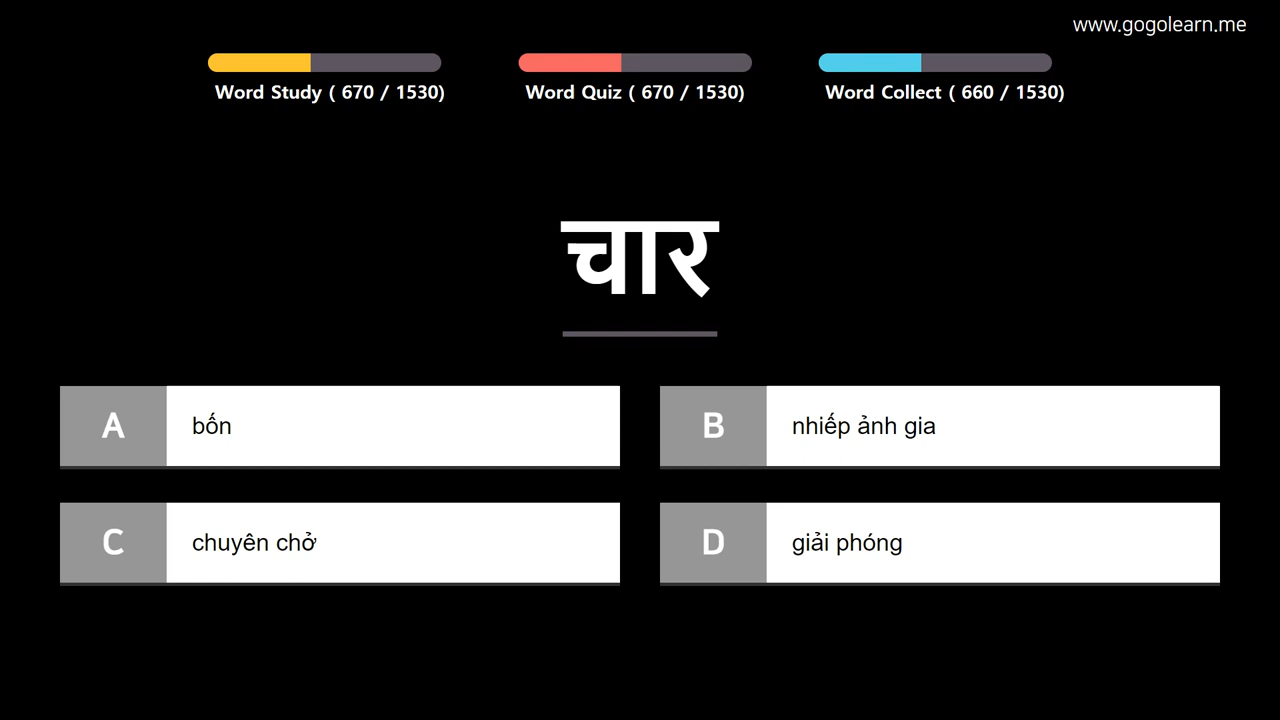 www.gogolearn.me
Word Study ( 670 / 1530)
Word Quiz ( 670 / 1530)
Word Collect ( 660 / 1530)
चार
A bốn
B nhiếp ảnh gia
C chuyên chở
D giải phóng